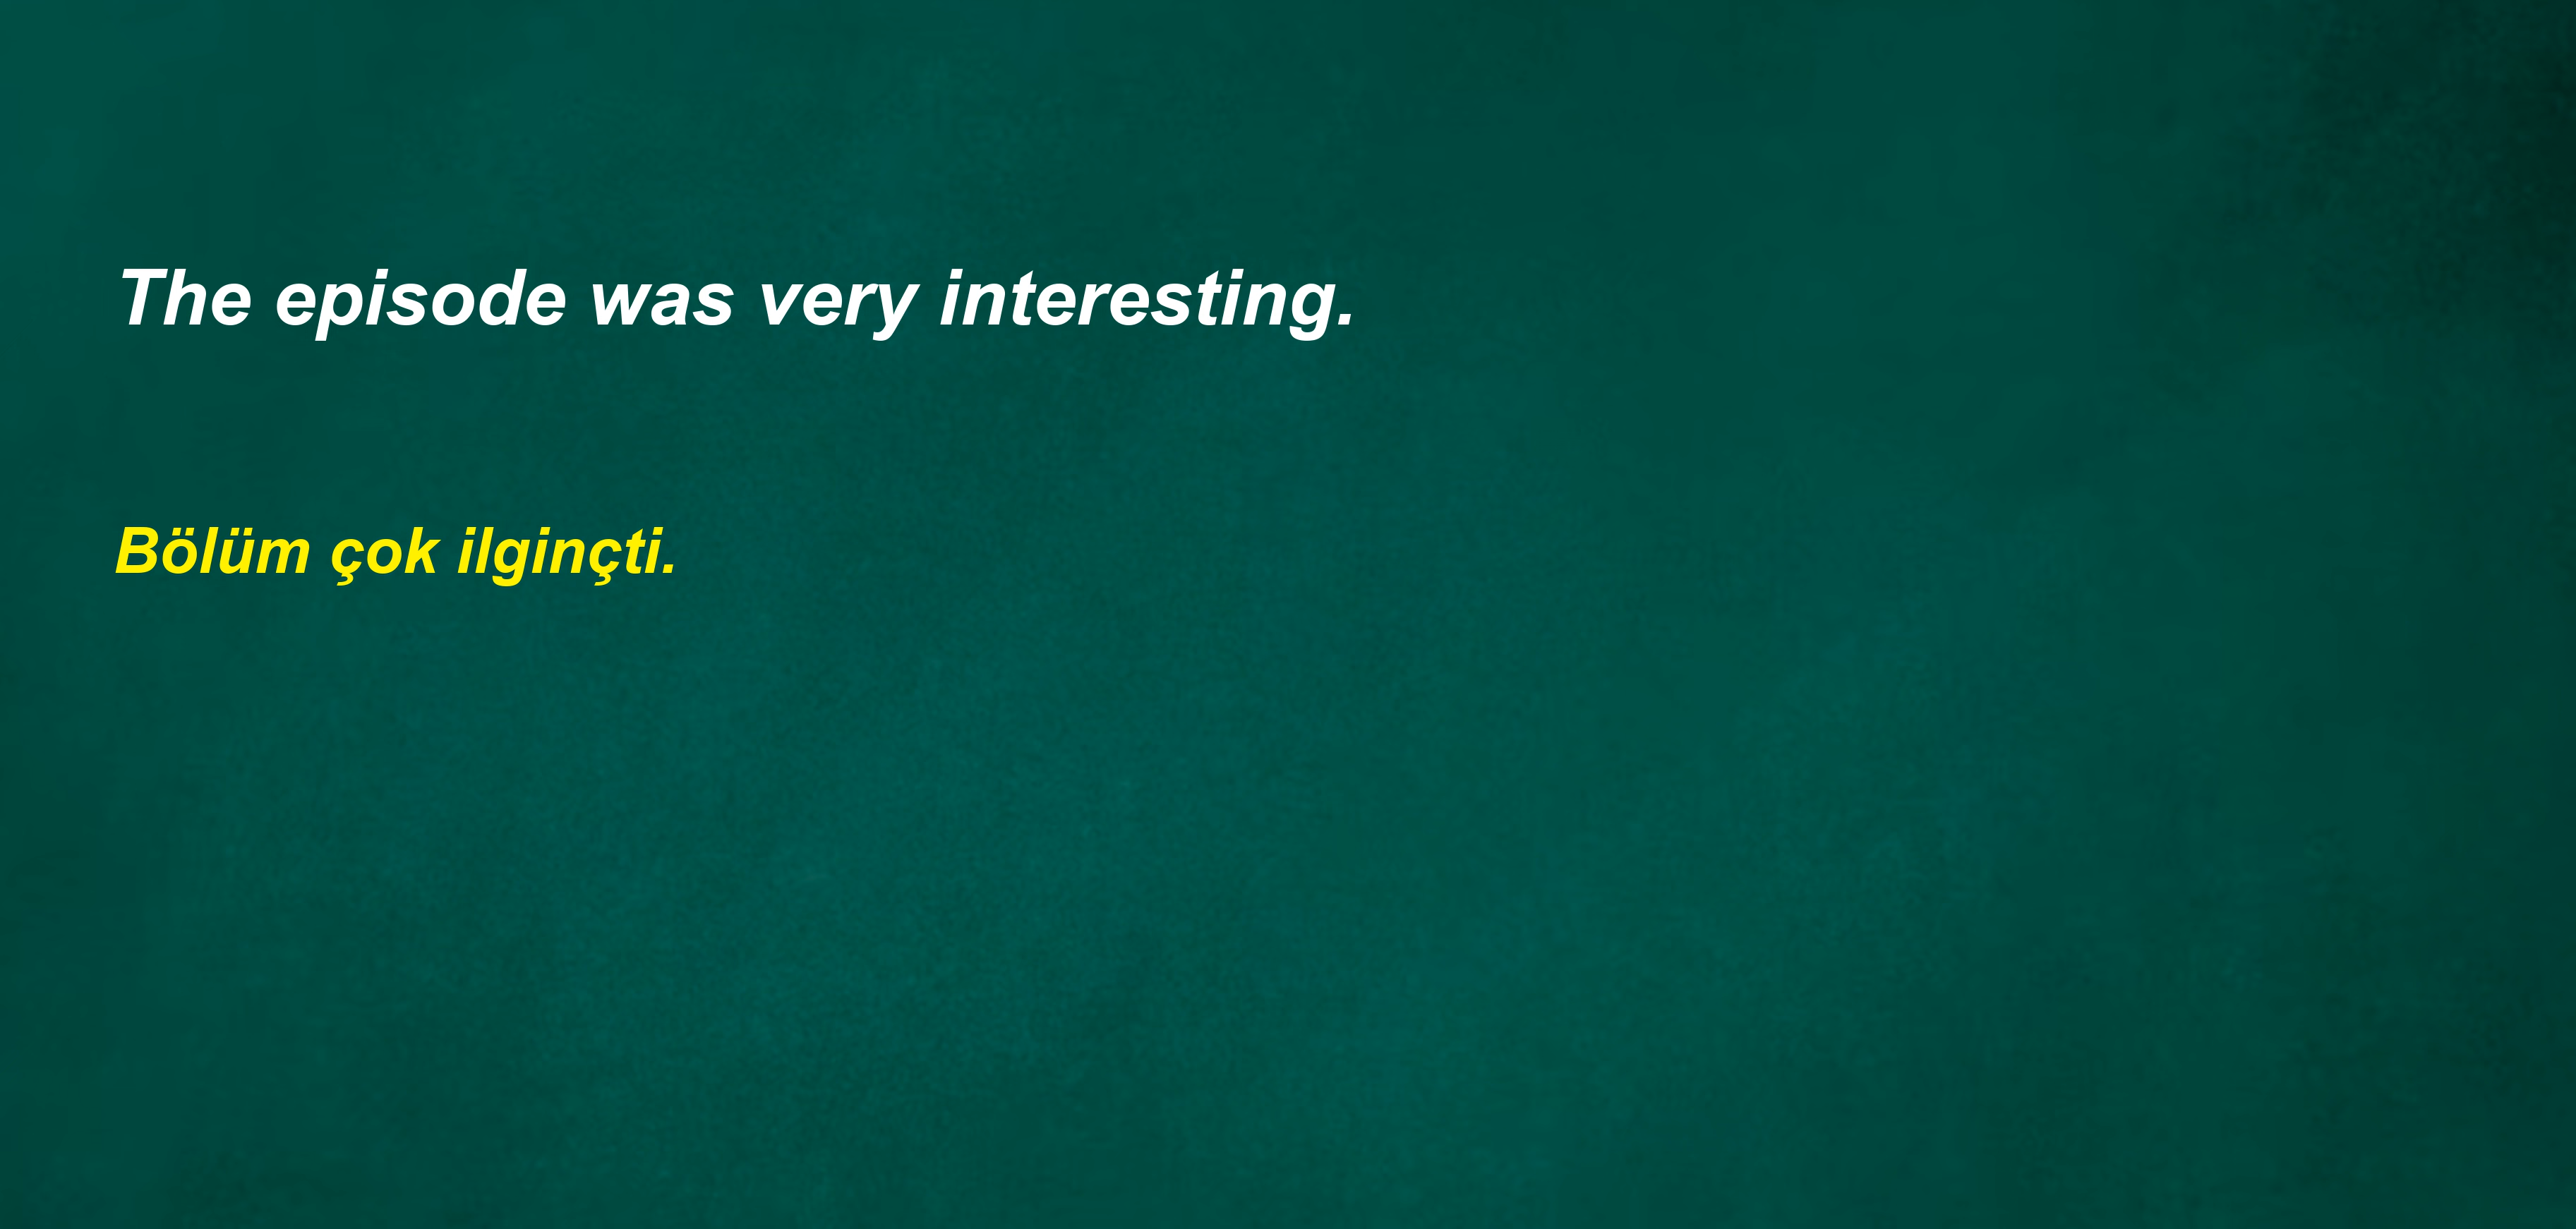 The episode was very interesting.
Bölüm çok ilginçti.